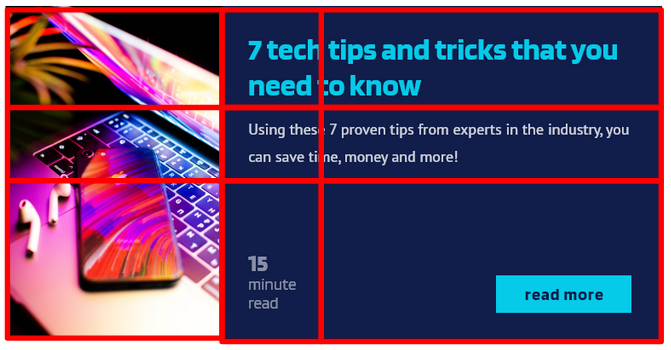 7 tech tips and tricks that you
need to know
Using these 7 proven tips from experts in the industry, you
can save time, money and more!
15
minute
read
read more